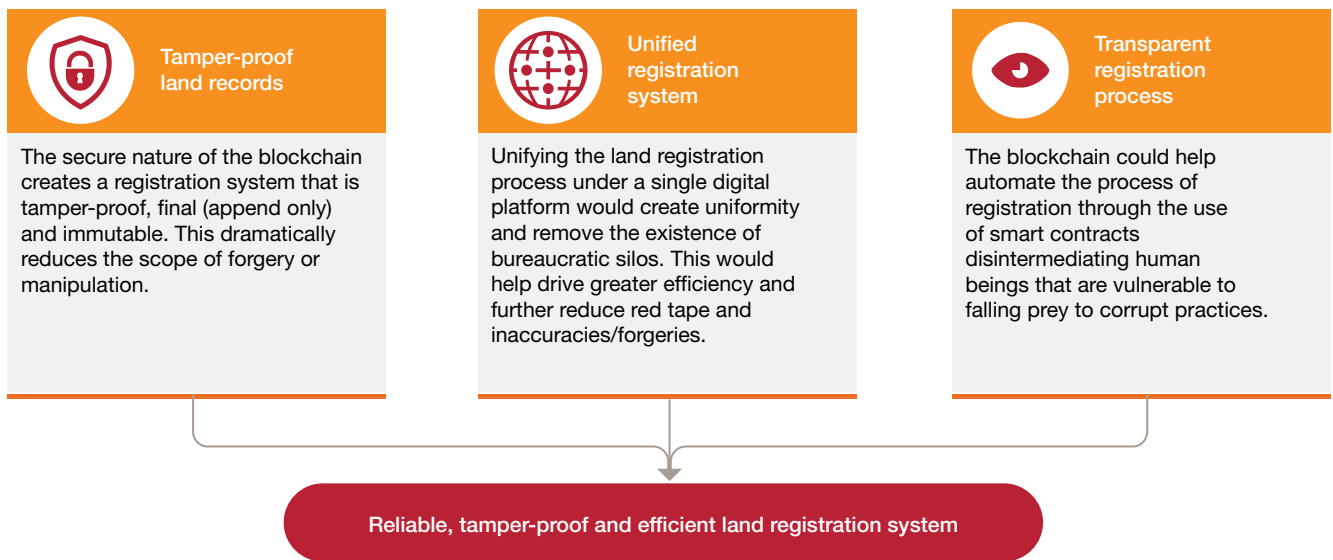 Tamper-proof
land records
The secure nature of the blockchain
creates a registration system that is
tamper-proof, final (append only)
and immutable. This dramatically
reduces the scope of forgery or
manipulation.
Unified
registration
system
Unifying the land registration
process under a single digital
platform would create uniformity
and remove the existence of
bureaucratic silos. This would
help drive greater efficiency and
further reduce red tape and
inaccuracies/forgeries.
Transparent
registration
process
The blockchain could help
automate the process of
registration through the use
of smart contracts
disintermediating human
beings that are vulnerable to
falling prey to corrupt practices.
Reliable, tamper-proof and efficient land registration system